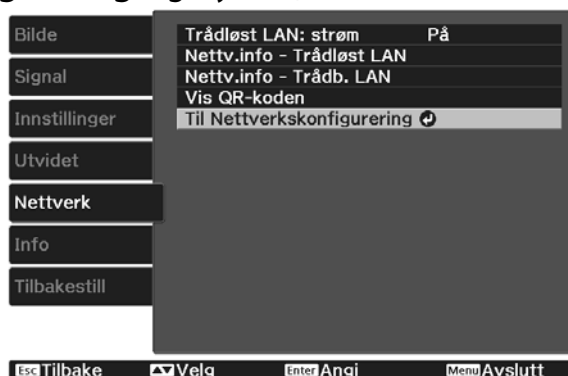 Bilde
Signal
Innstillinger
Utvidet
Nettverk
Info
Tilbakestill
Trådløst LAN: strøm På
Nettv.info - Trådløst LAN
Nettv.info - Trådb. LAN
Vis QR-koden
Til Nettverkskonfigurering
Esc Tilbake Velg Enter Angi Menu Avslutt